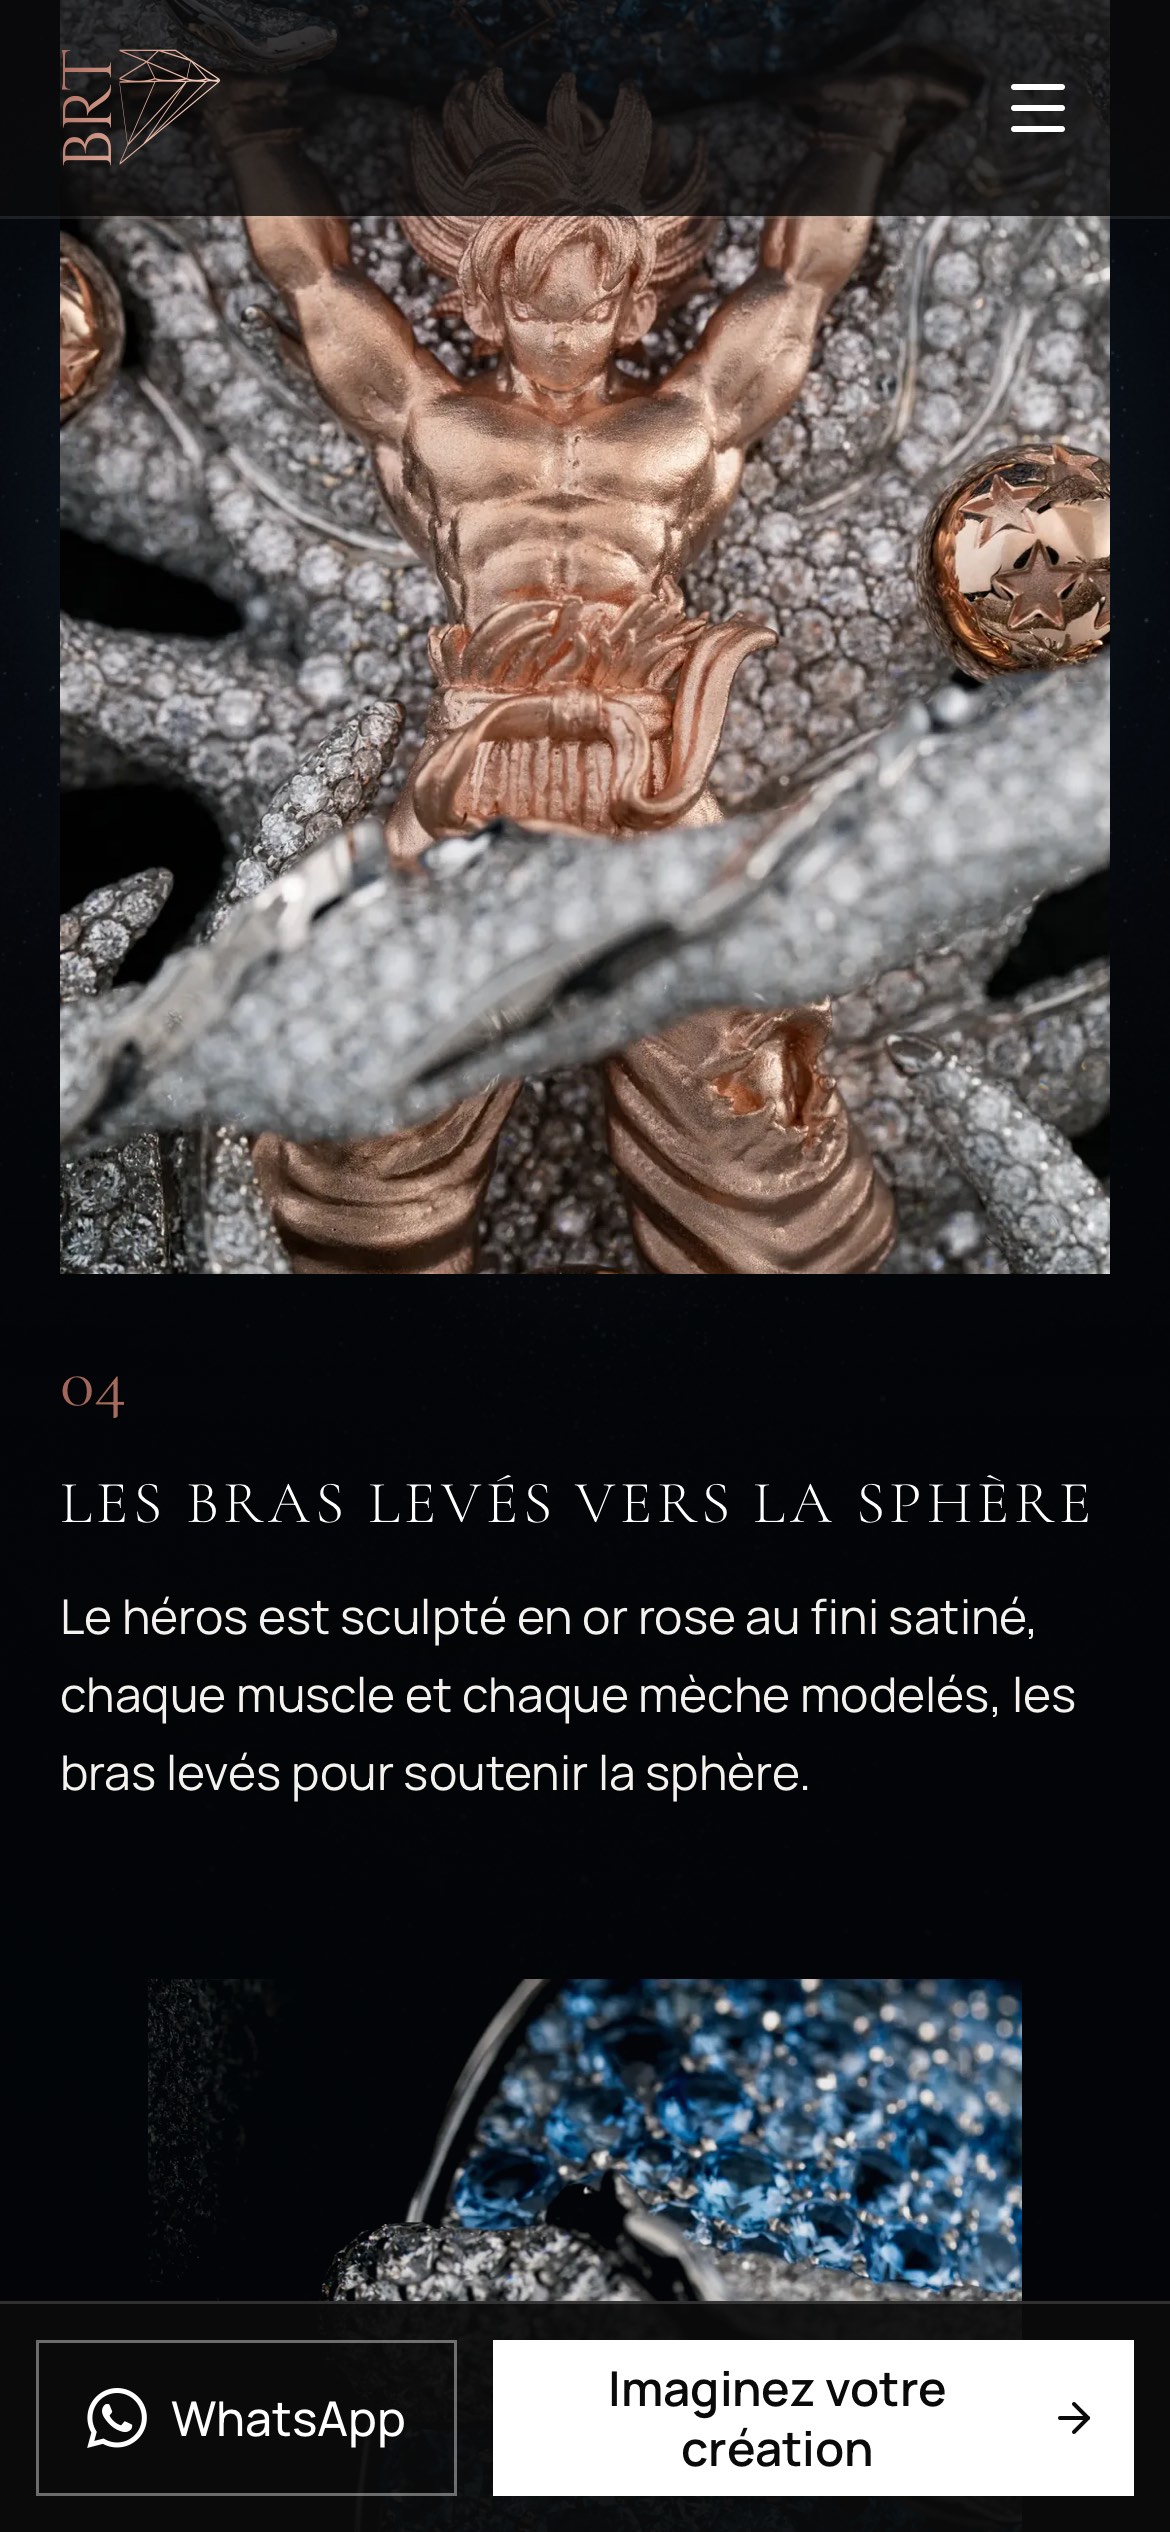 BRT
04
LES BRAS LEVÉS VERS LA SPHÈRE
Le héros est sculpté en or rose au fini satiné,
chaque muscle et chaque mèche modelés, les
bras levés pour soutenir la sphère.
WhatsApp
Imaginez votre
création